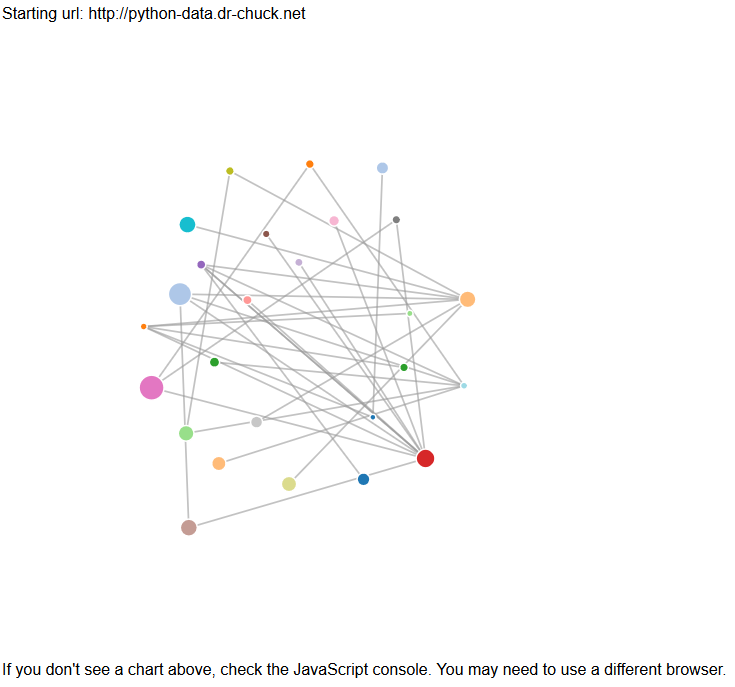 Starting url: http://python-data.dr-chuck.net
If you don't see a chart above, check the JavaScript console. You may need to use a different browser.